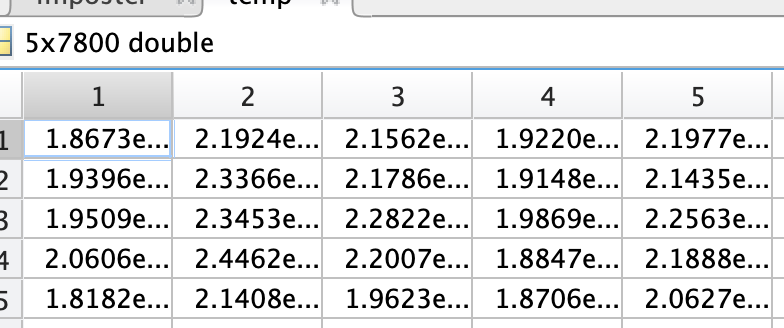 imposter temp
5x7800 double
1 2 3 4 5
1 1.8673e... 2.1924e... 2.1562e... 1.9220e... 2.1977e...
2 1.9396e... 2.3366e... 2.1786e... 1.9148e... 2.1435e...
3 1.9509e... 2.3453e... 2.2822e... 1.9869e... 2.2563e...
4 2.0606e... 2.4462e... 2.2007e... 1.8847e... 2.1888e...
5 1.8182e... 2.1408e... 1.9623e... 1.8706e... 2.0627e...